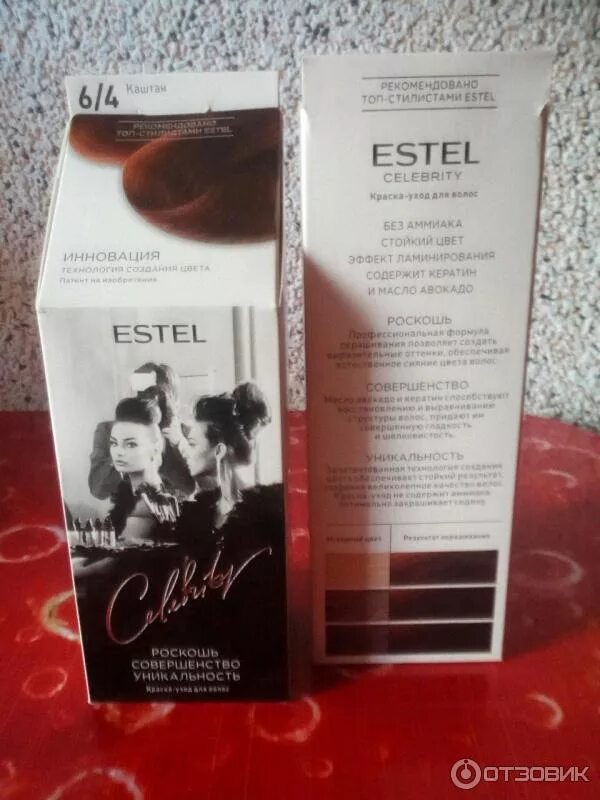 6/4 Каштан
РЕКОМЕНДОВАНО
ТОП-СТИЛИСТАМИ ESTEL
ИННОВАЦИЯ
ТЕХНОЛОГИЯ СОЗДАНИЯ ЦВЕТА
Патент на изобретение
ESTEL
Celebrity
РОСКОШЬ
СОВЕРШЕНСТВО
УНИКАЛЬНОСТЬ
Краска-уход для волос
РЕКОМЕНДОВАНО
ТОП-СТИЛИСТАМИ ESTEL
ESTEL
CELEBRITY
Краска-уход для волос
БЕЗ АММИАКА
СТОЙКИЙ ЦВЕТ
ЭФФЕКТ ЛАМИНИРОВАНИЯ
СОДЕРЖИТ КЕРАТИН
И МАСЛО АВОКАДО
РОСКОШЬ
Профессиональная формула
окрашивания позволяет создать
выразительные оттенки, обеспечивая
естественное сияние цвета волос.
СОВЕРШЕНСТВО
Масло авокадо и кератин способствуют
восстановлению и выравниванию
структуры волос, придают им
совершенную гладкость
и шелковистость.
УНИКАЛЬНОСТЬ
Запатентованная технология создания
цвета обеспечивает стойкий результат,
великолепное качество волос.
Краска-уход не содержит аммиака,
оптимально закрашивает седину.
Исходный цвет
Результат окрашивания
ОТЗОВИК